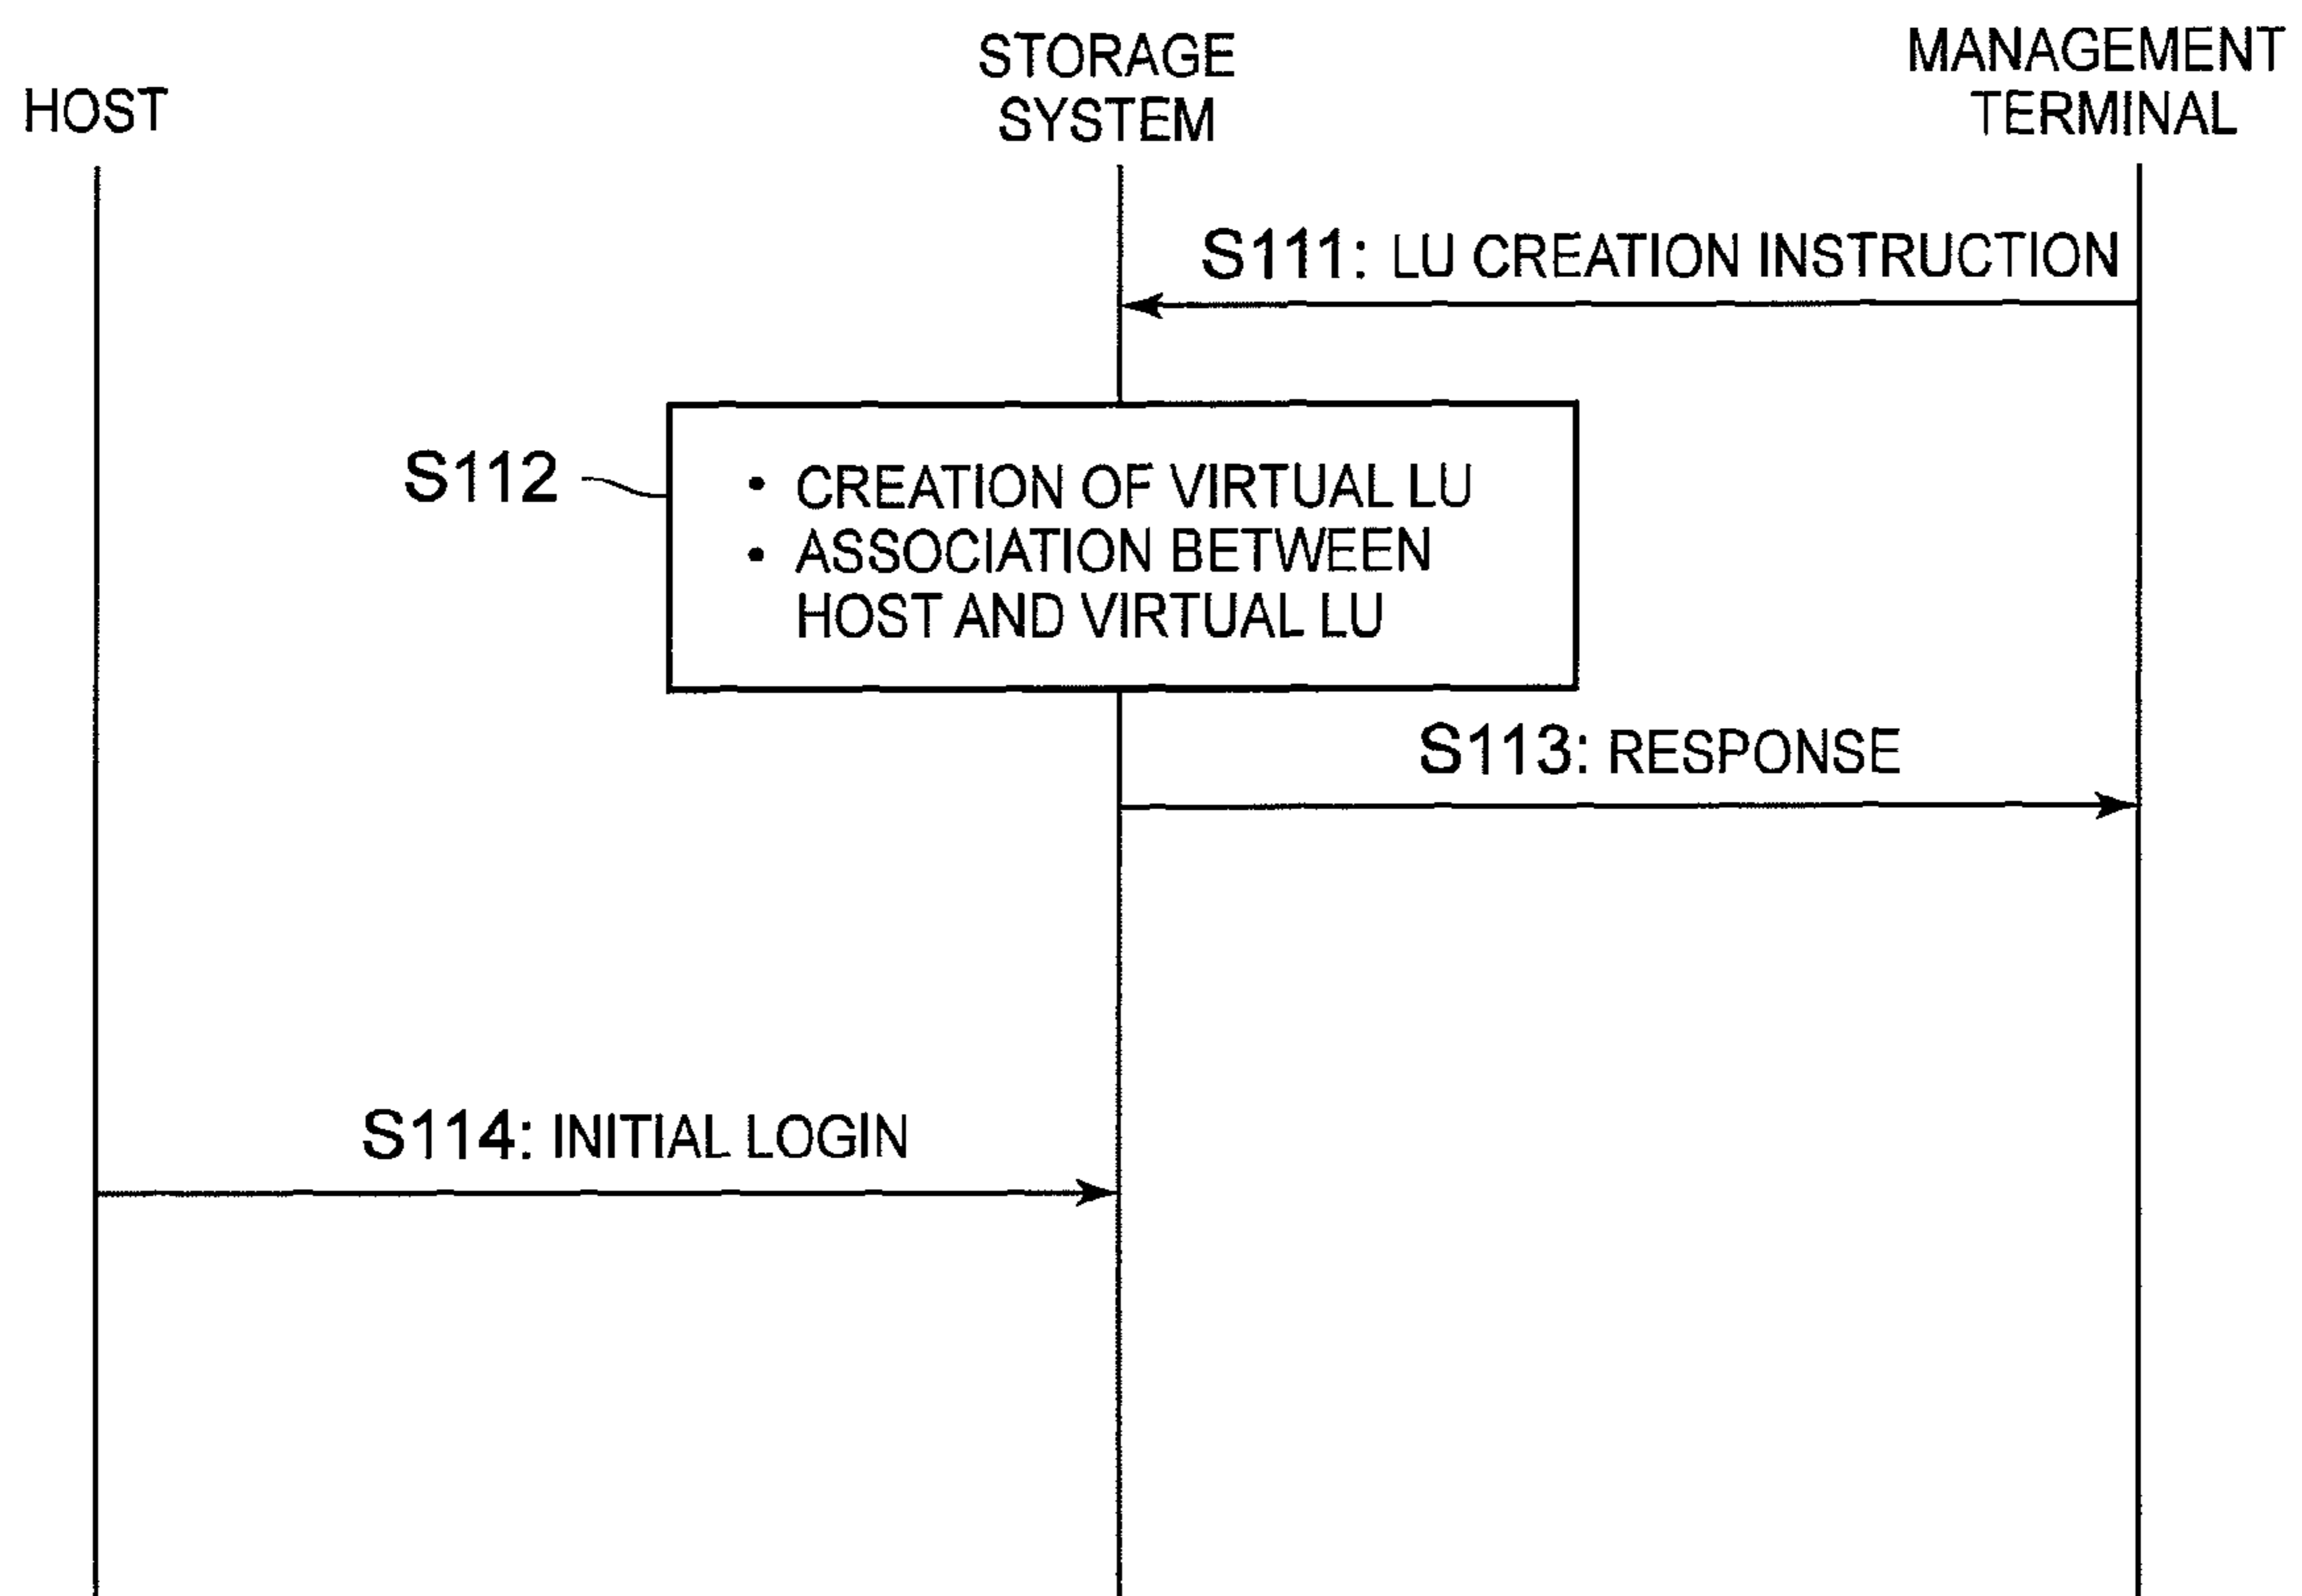 HOST
STORAGE
SYSTEM
MANAGEMENT
TERMINAL
S111: LU CREATION INSTRUCTION
S112
• CREATION OF VIRTUAL LU
• ASSOCIATION BETWEEN
HOST AND VIRTUAL LU
S113: RESPONSE
S114: INITIAL LOGIN